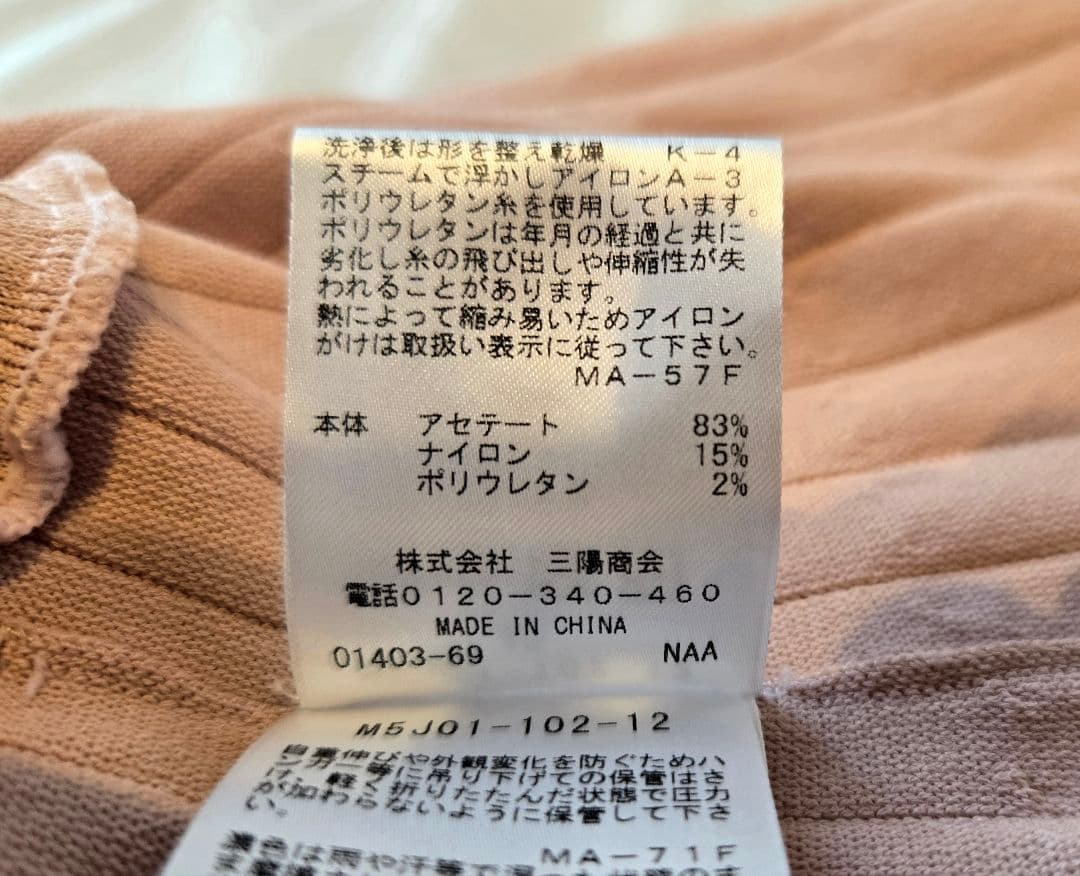 洗浄後は形を整え乾燥 K-4
スチームで浮かしアイロンA-3
ポリウレタン糸を使用しています。
ポリウレタンは年月の経過と共に
劣化し糸の飛び出しや伸縮性が失
われることがあります。
熱によって縮み易いためアイロン
がけは取扱い表示に従って下さい。
MA-57F
本体 アセテート 83%
ナイロン 15%
ポリウレタン 2%
株式会社 三陽商会
電話0120-340-460
MADE IN CHINA
01403-69 NAA
M5J01-102-12
自重伸びや外観変化を防ぐためハ
ンガー等に吊り下げての保管はさ
け、軽く折りたたんだ状態で圧力
が加わらないように保管して下さ
い。
MA-71F
濃色は雨や汗等で